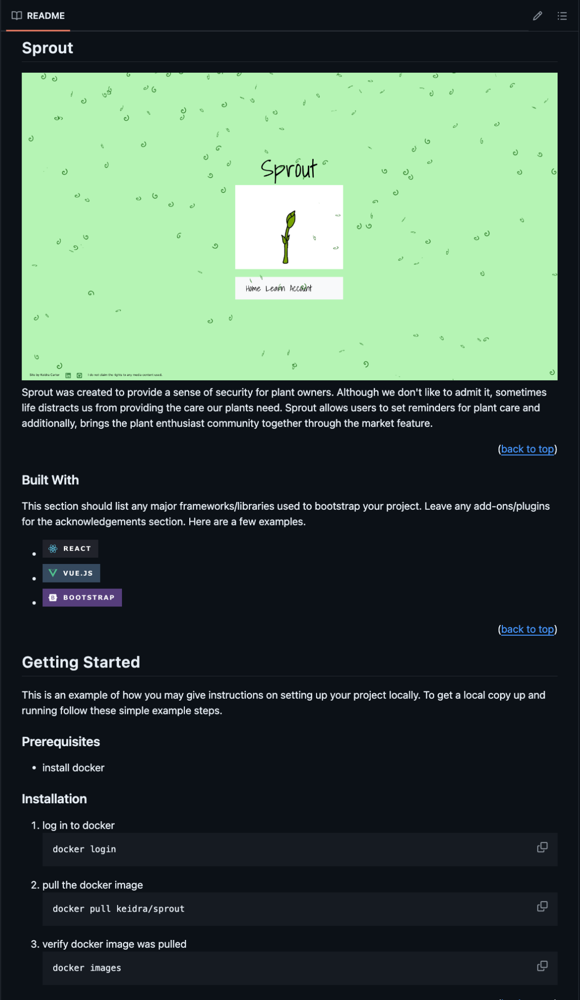 README
Sprout
Sprout
Home Learn Account
Site by Keidra Carter
I do not claim the rights to any media content used.
Sprout was created to provide a sense of security for plant owners. Although we don't like to admit it, sometimes
life distracts us from providing the care our plants need. Sprout allows users to set reminders for plant care and
additionally, brings the plant enthusiast community together through the market feature.
(back to top)
Built With
This section should list any major frameworks/libraries used to bootstrap your project. Leave any add-ons/plugins
for the acknowledgements section. Here are a few examples.
REACT
VUE.JS
BOOTSTRAP
(back to top)
Getting Started
This is an example of how you may give instructions on setting up your project locally. To get a local copy up and
running follow these simple example steps.
Prerequisites
• install docker
Installation
1. log in to docker
docker login
2. pull the docker image
docker pull keidra/sprout
3. verify docker image was pulled
docker images